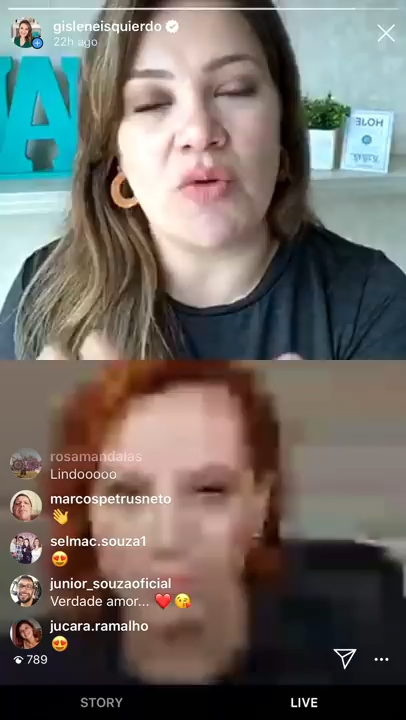 gisleneisquierdo
22h ago
HOJE
rosamandalas
Lindooooo
marcospetrusneto
👋
selmac.souza1
😍
junior_souzaoficial
Verdade amor... ❤️😘
jucara.ramalho
😍
789
STORY
LIVE